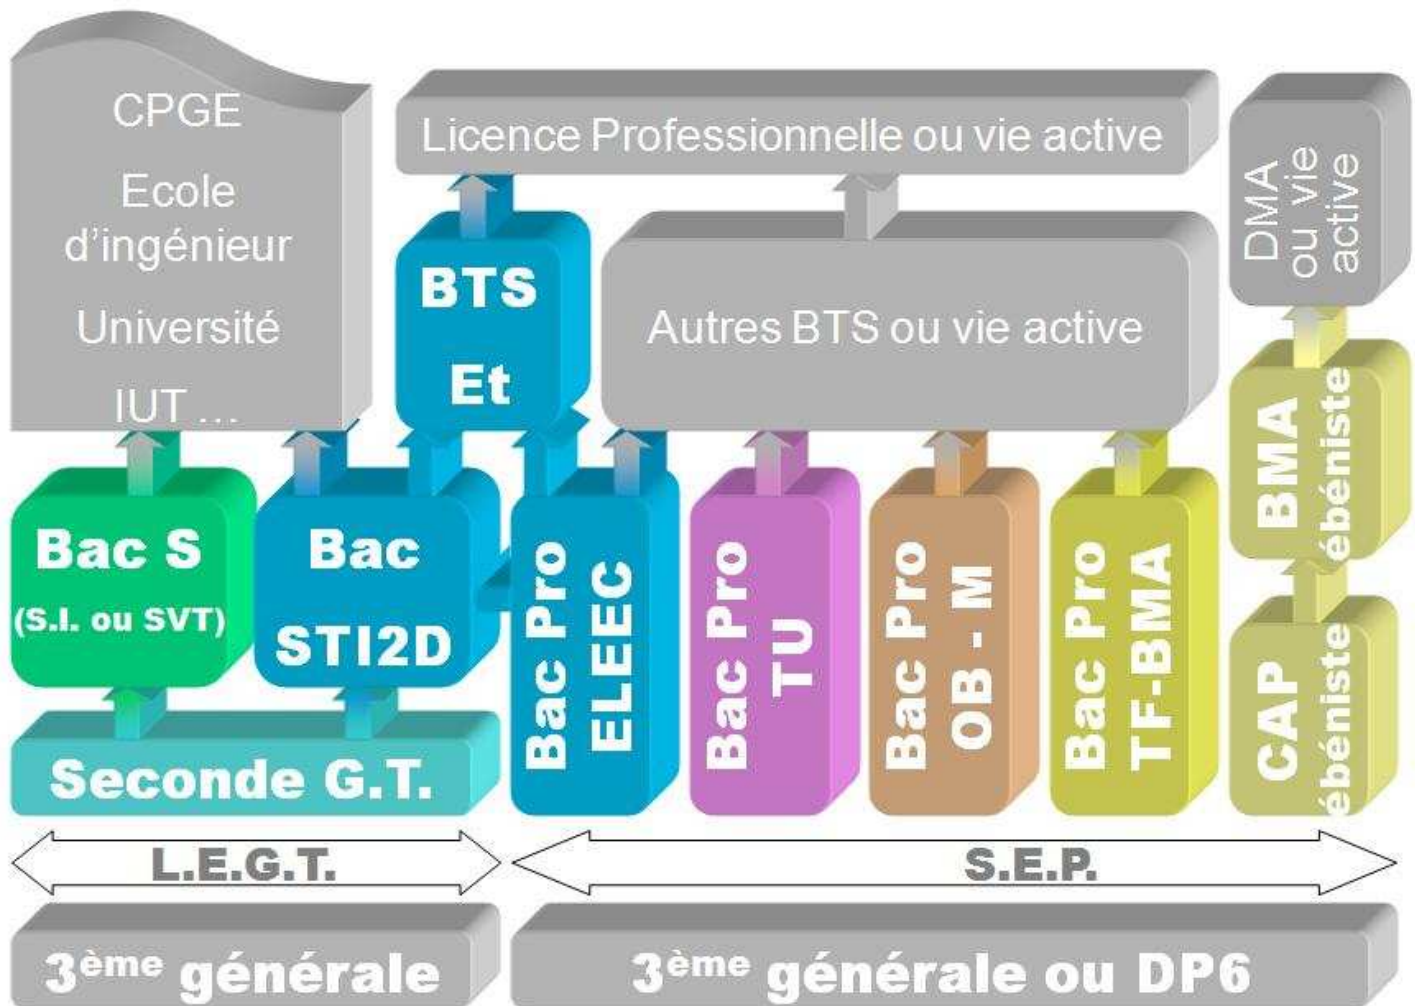 CPGE
Ecole
d'ingénieur
Université
IUT ...
Licence Professionnelle ou vie active
DMA
ou vie
active
BTS
Et
Autres BTS ou vie active
BMA
ébéniste
Bac S
(S.I. ou SVT)
Bac
STI2D
Bac Pro
ELEEC
Bac Pro
TU
Bac Pro
OB - M
Bac Pro
TF-BMA
CAP
ébéniste
Seconde G.T.
L.E.G.T.
S.E.P.
3ème générale
3ème générale ou DP6